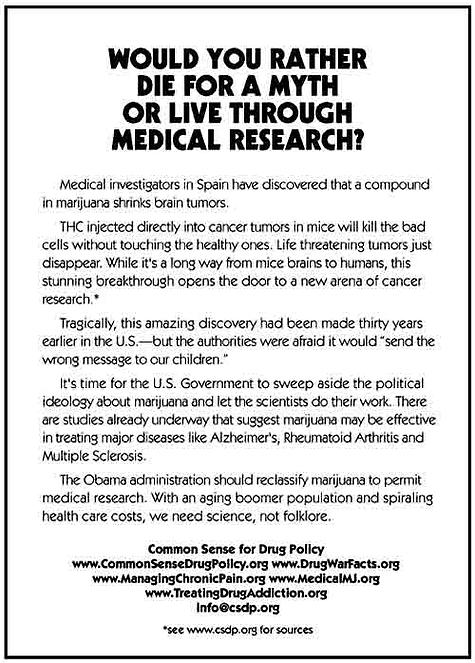 WOULD YOU RATHER
DIE FOR A MYTH
OR LIVE THROUGH
MEDICAL RESEARCH?
Medical investigators in Spain have discovered that a compound
in marijuana shrinks brain tumors.
THC injected directly into cancer tumors in mice will kill the bad
cells without touching the healthy ones. Life threatening tumors just
disappear. While it's a long way from mice brains to humans, this
stunning breakthrough opens the door to a new arena of cancer
research.*
Tragically, this amazing discovery had been made thirty years
earlier in the U.S.—but the authorities were afraid it would “send the
wrong message to our children.”
It's time for the U.S. Government to sweep aside the political
ideology about marijuana and let the scientists do their work. There
are studies already underway that suggest marijuana may be effective
in treating major diseases like Alzheimer's, Rheumatoid Arthritis and
Multiple Sclerosis.
The Obama administration should reclassify marijuana to permit
medical research. With an aging boomer population and spiraling
health care costs, we need science, not folklore.
Common Sense for Drug Policy
www.CommonSenseDrugPolicy.org www.DrugWarFacts.org
www.ManagingChronicPain.org www.MedicalMJ.org
www.TreatingDrugAddiction.org
info@csdp.org
*see www.csdp.org for sources